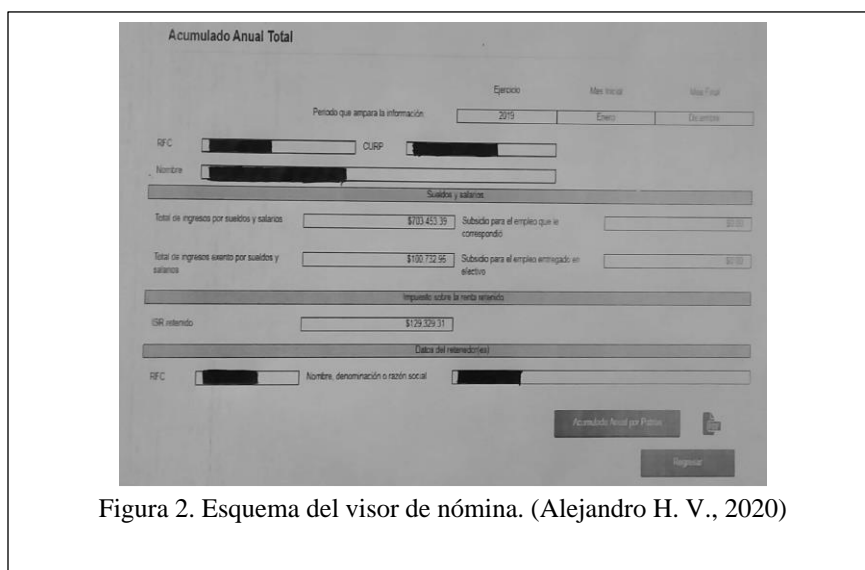 Acumulado Anual Total
Ejercicio Mes Inicial Mes Final
Periodo que ampara la información 2019 Enero Diciembre
RFC CURP
Nombre
Sueldos y salarios
Total de ingresos por sueldos y salarios $703,453.39 Subsidio para el empleo que le correspondió $0.00
Total de ingresos exento por sueldos y salarios $100,732.95 Subsidio para el empleo entregado en efectivo $0.00
Impuesto sobre la renta retenido
ISR retenido $129,329.31
Datos del retenedor(es)
RFC Nombre, denominación o razón social
Acumulado Anual por Patrón
Regresar
Figura 2. Esquema del visor de nómina. (Alejandro H. V., 2020)